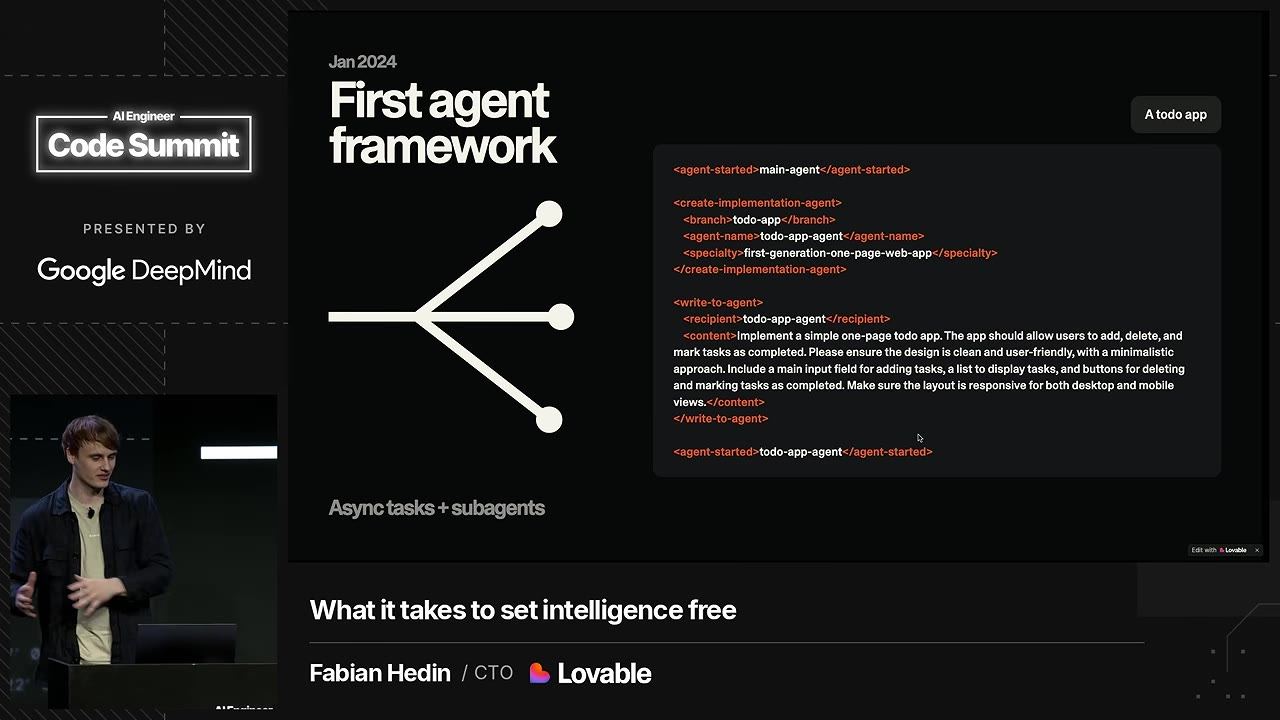 AI Engineer
Code Summit
PRESENTED BY
Google DeepMind
Jan 2024
First agent
framework
Async tasks + subagents
A todo app
<agent-started>main-agent</agent-started>
<create-implementation-agent>
<branch>todo-app</branch>
<agent-name>todo-app-agent</agent-name>
<specialty>first-generation-one-page-web-app</specialty>
</create-implementation-agent>
<write-to-agent>
<recipient>todo-app-agent</recipient>
<content>Implement a simple one-page todo app. The app should allow users to add, delete, and
mark tasks as completed. Please ensure the design is clean and user-friendly, with a minimalistic
approach. Include a main input field for adding tasks, a list to display tasks, and buttons for deleting
and marking tasks as completed. Make sure the layout is responsive for both desktop and mobile
views.</content>
</write-to-agent>
<agent-started>todo-app-agent</agent-started>
Edit with Lovable ×
What it takes to set intelligence free
Fabian Hedin / CTO Lovable